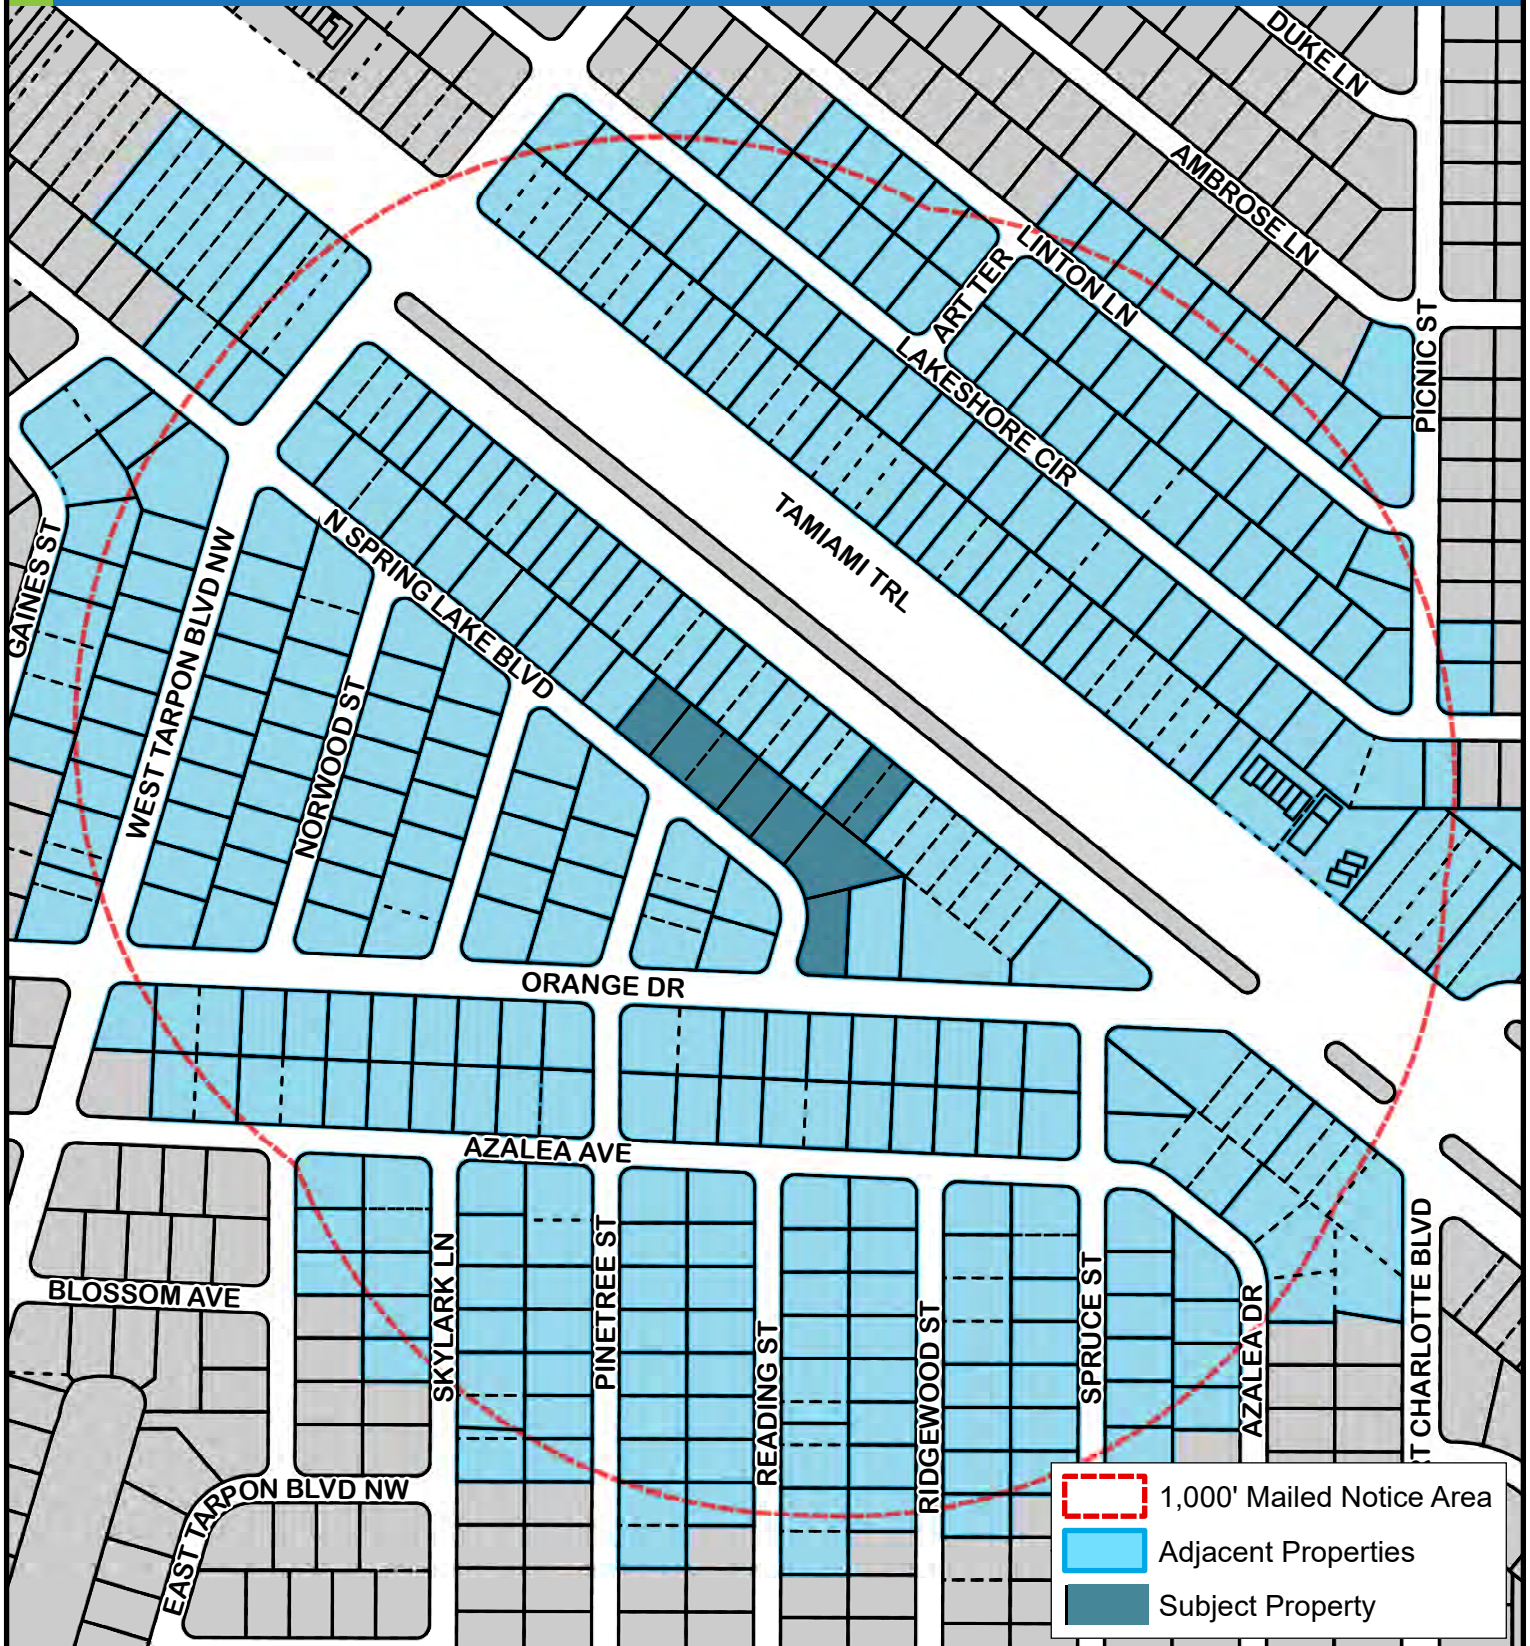 DUKE LN
AMBROSE LN
LINTON LN
ART TER
PICNIC ST
LAKESHORE CIR
TAMIAMI TRL
N SPRING LAKE BLVD
GAINES ST
WEST TARPON BLVD NW
NORWOOD ST
ORANGE DR
AZALEA AVE
BLOSSOM AVE
SKYLARK LN
PINETREE ST
READING ST
RIDGEWOOD ST
SPRUCE ST
AZALEA DR
RT CHARLOTTE BLVD
EAST TARPON BLVD NW
1,000' Mailed Notice Area
Adjacent Properties
Subject Property